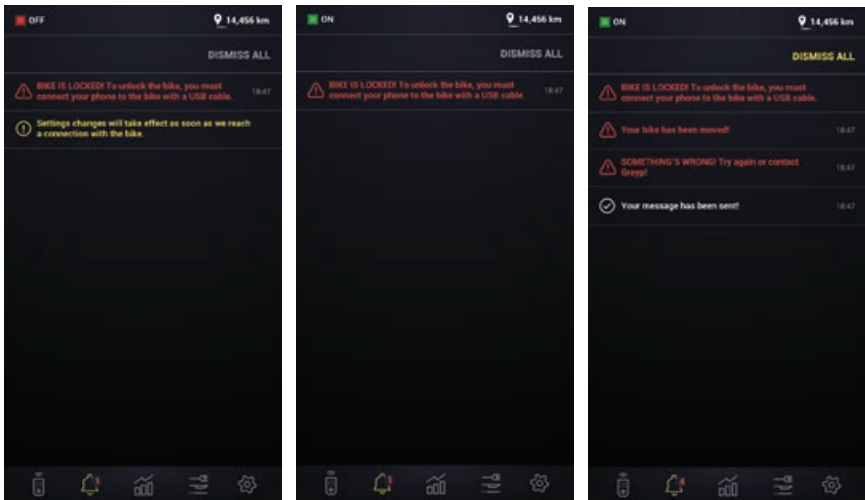 OFF
14,456 km
DISMISS ALL
BIKE IS LOCKED! To unlock the bike, you must
connect your phone to the bike with a USB cable.
18:47
Settings changes will take effect as soon as we reach
a connection with the bike.
ON
14,456 km
DISMISS ALL
BIKE IS LOCKED! To unlock the bike, you must
connect your phone to the bike with a USB cable.
18:47
ON
14,456 km
DISMISS ALL
BIKE IS LOCKED! To unlock the bike, you must
connect your phone to the bike with a USB cable.
Your bike has been moved!
18:47
SOMETHING'S WRONG! Try again or contact
Greyp!
18:47
Your message has been sent!
18:47